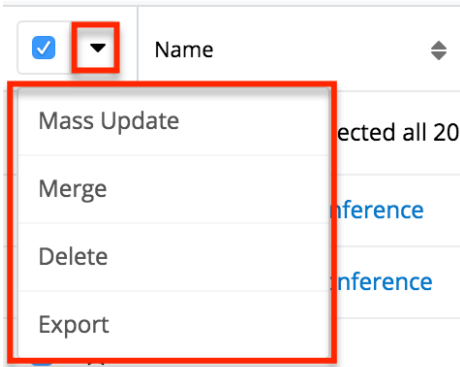 Name
Mass Update
ected all 20
Merge
nference
Delete
nference
Export